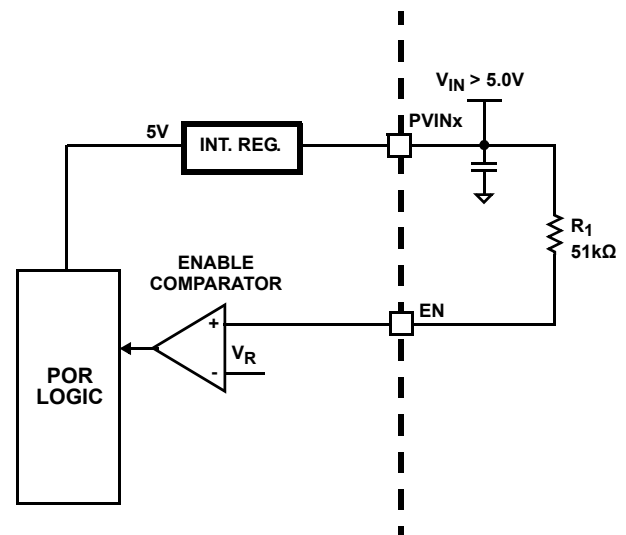 V_IN > 5.0V
PVINx
5V
INT. REG.
R_1
51kΩ
ENABLE
COMPARATOR
EN
+
V_R
-
POR
LOGIC